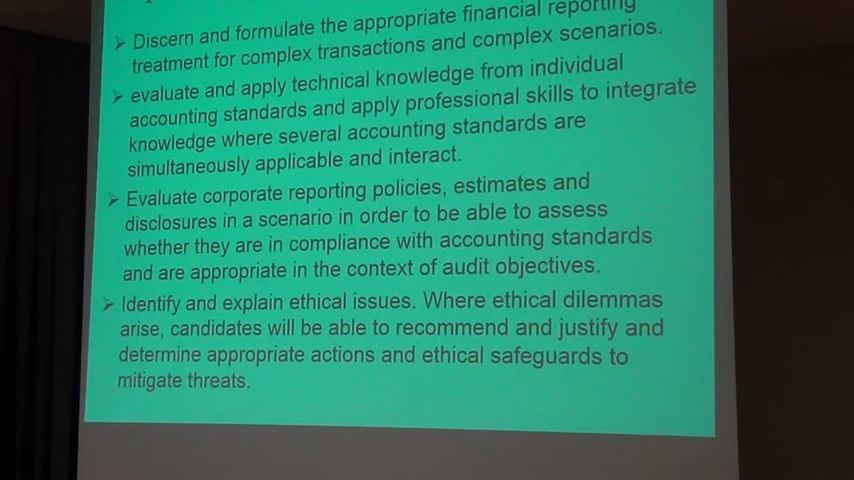 ➢ Discern and formulate the appropriate financial reporting
treatment for complex transactions and complex scenarios.
➢ evaluate and apply technical knowledge from individual
accounting standards and apply professional skills to integrate
knowledge where several accounting standards are
simultaneously applicable and interact.
➢ Evaluate corporate reporting policies, estimates and
disclosures in a scenario in order to be able to assess
whether they are in compliance with accounting standards
and are appropriate in the context of audit objectives.
➢ Identify and explain ethical issues. Where ethical dilemmas
arise, candidates will be able to recommend and justify and
determine appropriate actions and ethical safeguards to
mitigate threats.